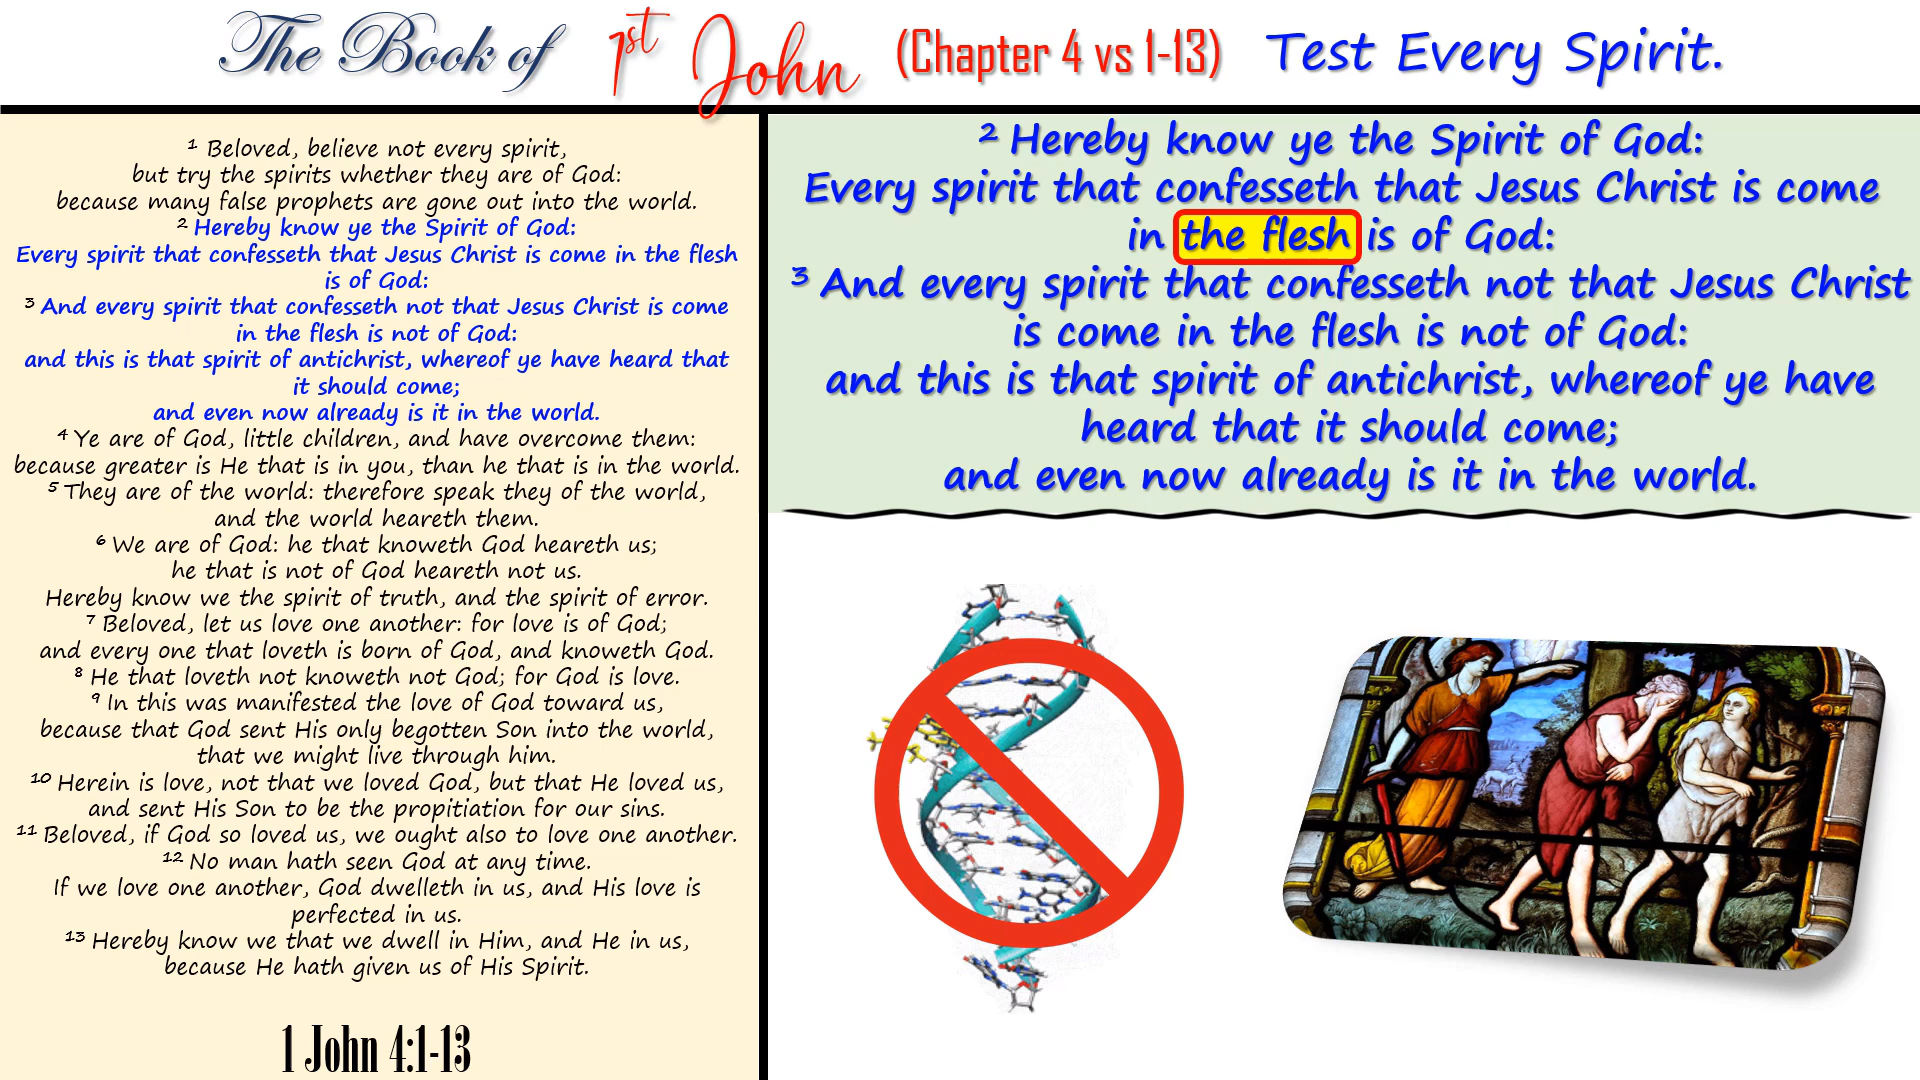 The Book of 1st John (Chapter 4 vs 1-13) Test Every Spirit.
1 Beloved, believe not every spirit,
but try the spirits whether they are of God:
because many false prophets are gone out into the world.
2 Hereby know ye the Spirit of God:
Every spirit that confesseth that Jesus Christ is come in the flesh
is of God:
3 And every spirit that confesseth not that Jesus Christ is come
in the flesh is not of God:
and this is that spirit of antichrist, whereof ye have heard that
it should come;
and even now already is it in the world.
4 Ye are of God, little children, and have overcome them:
because greater is He that is in you, than he that is in the world.
5 They are of the world: therefore speak they of the world,
and the world heareth them.
6 We are of God: he that knoweth God heareth us;
he that is not of God heareth not us.
Hereby know we the spirit of truth, and the spirit of error.
7 Beloved, let us love one another: for love is of God;
and every one that loveth is born of God, and knoweth God.
8 He that loveth not knoweth not God; for God is love.
9 In this was manifested the love of God toward us,
because that God sent His only begotten Son into the world,
that we might live through him.
10 Herein is love, not that we loved God, but that He loved us,
and sent His Son to be the propitiation for our sins.
11 Beloved, if God so loved us, we ought also to love one another.
12 No man hath seen God at any time.
If we love one another, God dwelleth in us, and His love is
perfected in us.
13 Hereby know we that we dwell in Him, and He in us,
because He hath given us of His Spirit.
1 John 4:1-13
2 Hereby know ye the Spirit of God:
Every spirit that confesseth that Jesus Christ is come
in the flesh is of God:
3 And every spirit that confesseth not that Jesus Christ
is come in the flesh is not of God:
and this is that spirit of antichrist, whereof ye have
heard that it should come;
and even now already is it in the world.